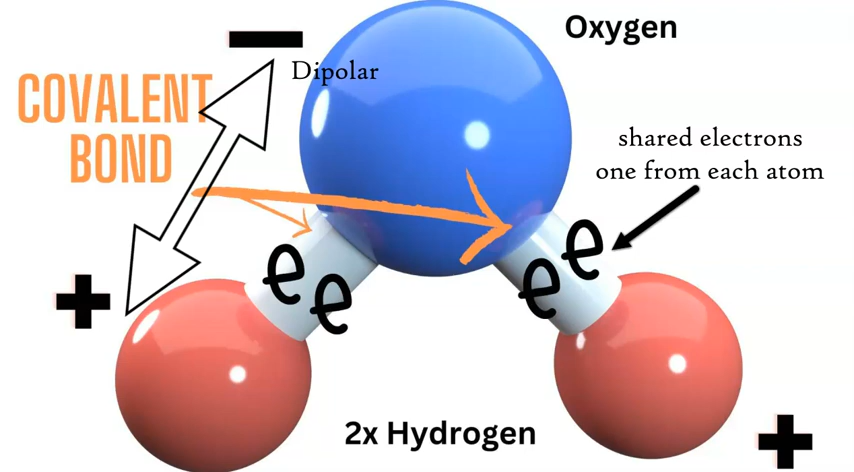 Oxygen
Dipolar
COVALENT
BOND
shared electrons
one from each atom
e e
e e
2x Hydrogen